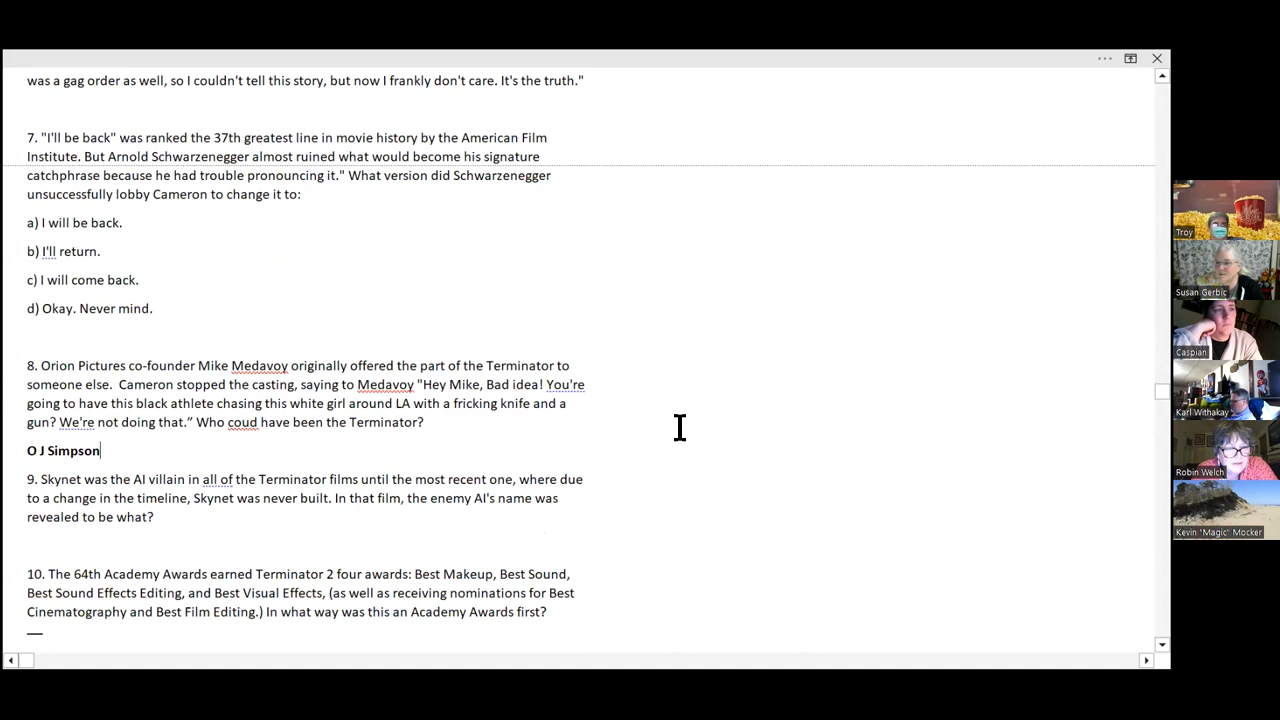 was a gag order as well, so I couldn't tell this story, but now I frankly don't care. It's the truth."
7. "I'll be back" was ranked the 37th greatest line in movie history by the American Film
Institute. But Arnold Schwarzenegger almost ruined what would become his signature
catchphrase because he had trouble pronouncing it." What version did Schwarzenegger
unsuccessfully lobby Cameron to change it to:
a) I will be back.
b) I'll return.
c) I will come back.
d) Okay. Never mind.
8. Orion Pictures co-founder Mike Medavoy originally offered the part of the Terminator to
someone else.  Cameron stopped the casting, saying to Medavoy "Hey Mike, Bad idea! You're
going to have this black athlete chasing this white girl around LA with a fricking knife and a
gun? We're not doing that.” Who coud have been the Terminator?
O J Simpson
9. Skynet was the AI villain in all of the Terminator films until the most recent one, where due
to a change in the timeline, Skynet was never built. In that film, the enemy AI's name was
revealed to be what?
10. The 64th Academy Awards earned Terminator 2 four awards: Best Makeup, Best Sound,
Best Sound Effects Editing, and Best Visual Effects, (as well as receiving nominations for Best
Cinematography and Best Film Editing.) In what way was this an Academy Awards first?
Troy
Susan Gerbic
Caspian
Karl Withakay
Robin Welch
Kevin "Magic" Mocker